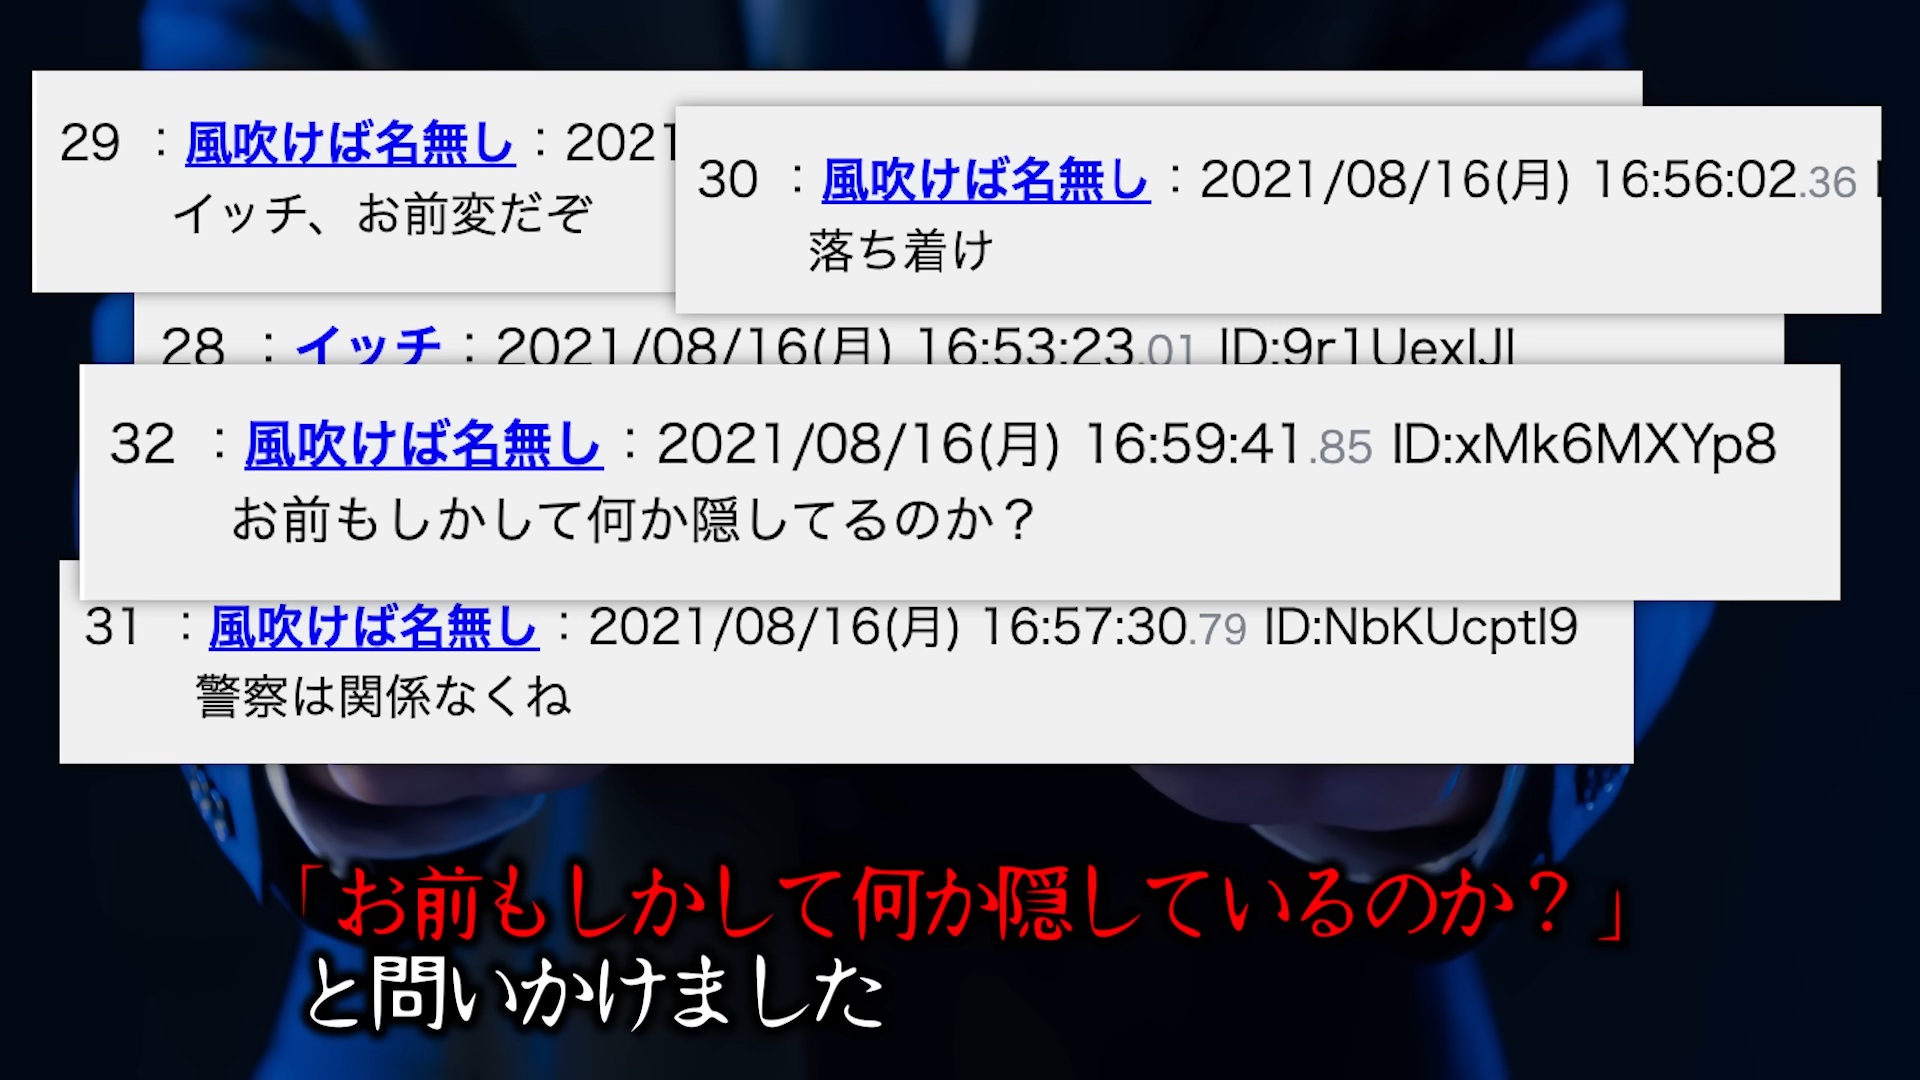 29 ：風吹けば名無し：2021
イッチ、お前変だぞ
30 ：風吹けば名無し：2021/08/16(月) 16:56:02.36
落ち着け
28 ：イッチ：2021/08/16(月) 16:53:23.01 ID:9r1UexIJI
32 ：風吹けば名無し：2021/08/16(月) 16:59:41.85 ID:xMk6MXYp8
お前もしかして何か隠してるのか？
31 ：風吹けば名無し：2021/08/16(月) 16:57:30.79 ID:NbKUcptI9
警察は関係なくね
「お前もしかして何か隠しているのか？」
と問いかけました